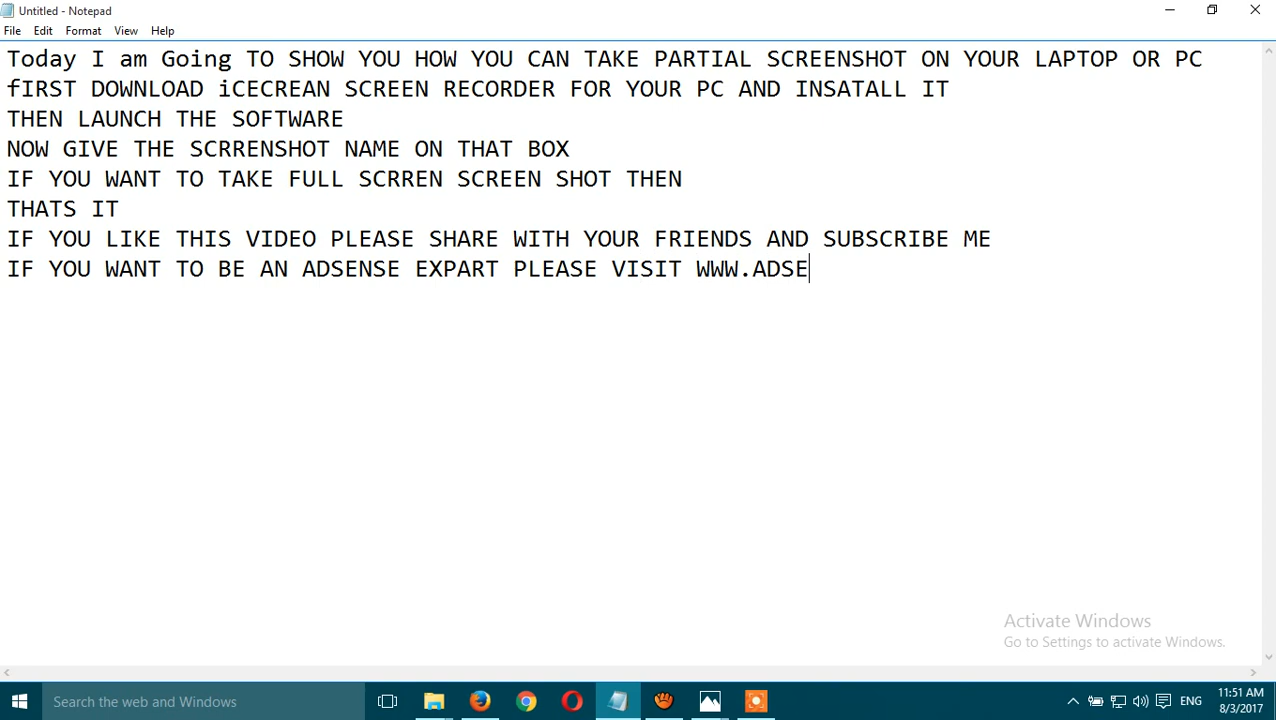 Untitled - Notepad
File Edit Format View Help
Today I am Going TO SHOW YOU HOW YOU CAN TAKE PARTIAL SCREENSHOT ON YOUR LAPTOP OR PC
fIRST DOWNLOAD iCECREAN SCREEN RECORDER FOR YOUR PC AND INSATALL IT
THEN LAUNCH THE SOFTWARE
NOW GIVE THE SCRRENSHOT NAME ON THAT BOX
IF YOU WANT TO TAKE FULL SCRREN SCREEN SHOT THEN
THATS IT
IF YOU LIKE THIS VIDEO PLEASE SHARE WITH YOUR FRIENDS AND SUBSCRIBE ME
IF YOU WANT TO BE AN ADSENSE EXPART PLEASE VISIT WWW.ADSE
Activate Windows
Go to Settings to activate Windows.
Search the web and Windows
ENG
11:51 AM
8/3/2017